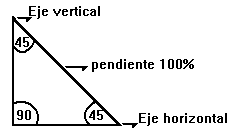 Eje vertical
45
pendiente 100%
90
45
Eje horizontal